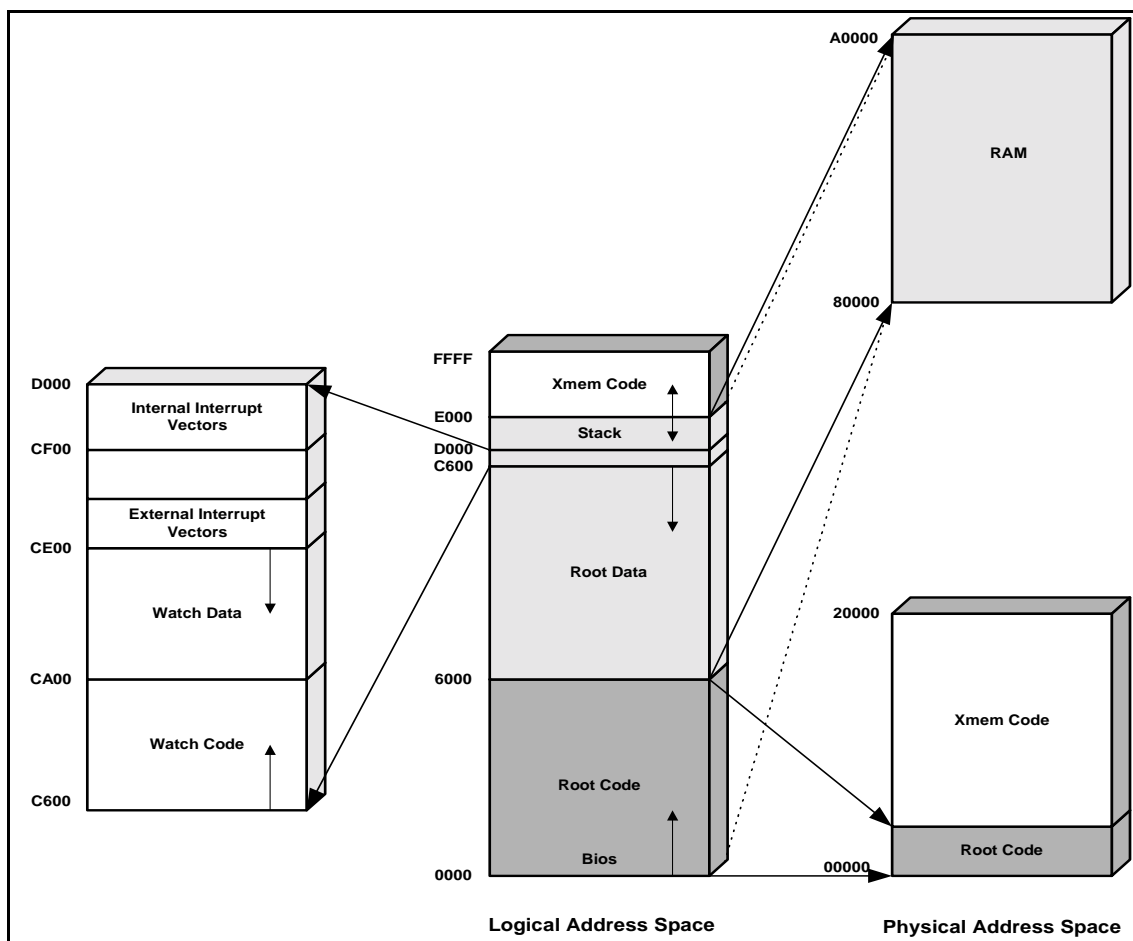 A0000
RAM
80000
FFFF
Xmem Code
E000
Stack
D000
C600
Root Data
6000
Root Code
Bios
0000
D000
Internal Interrupt
Vectors
CF00
External Interrupt
Vectors
CE00
Watch Data
CA00
Watch Code
C600
20000
Xmem Code
Root Code
00000
Logical Address Space
Physical Address Space